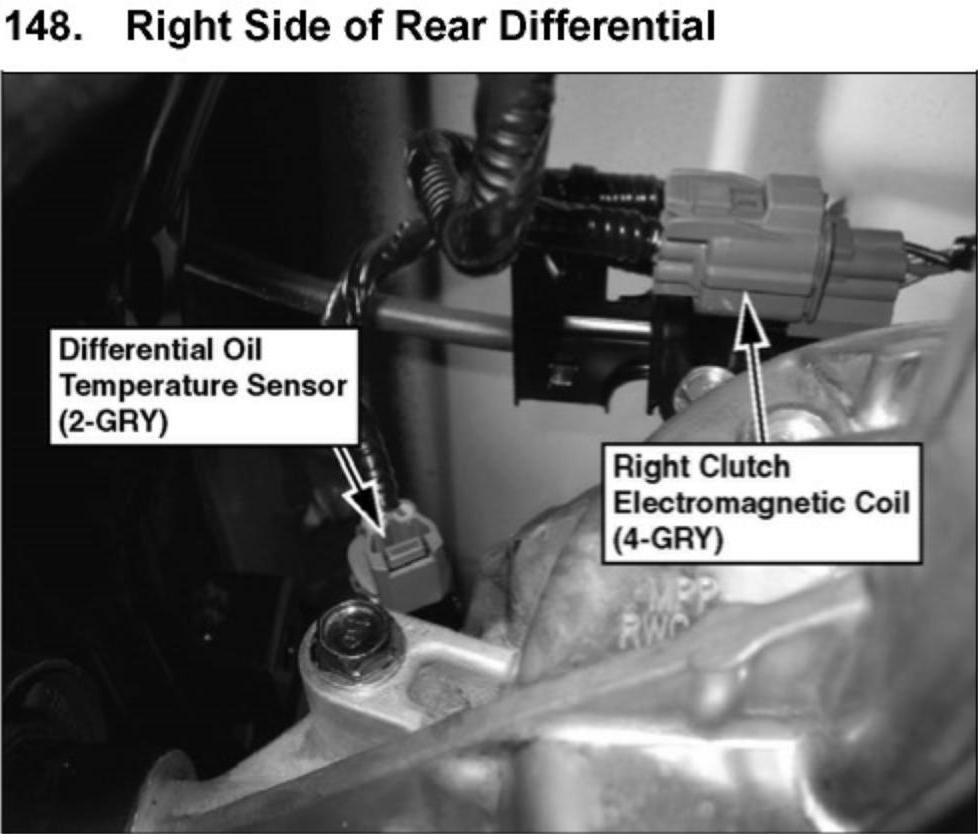 148. Right Side of Rear Differential
Differential Oil
Temperature Sensor
(2-GRY)
Right Clutch
Electromagnetic Coil
(4-GRY)
MPP